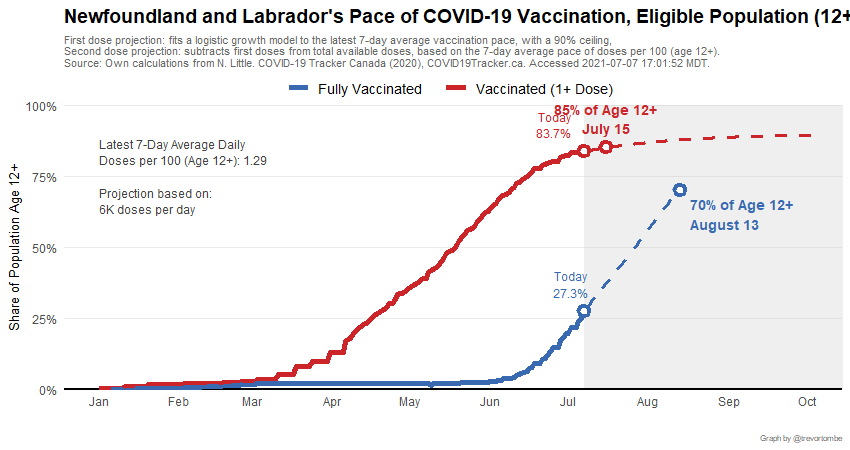 Newfoundland and Labrador's Pace of COVID-19 Vaccination, Eligible Population (12+
First dose projection: fits a logistic growth model to the latest 7-day average vaccination pace, with a 90% ceiling,
Second dose projection: subtracts first doses from total available doses, based on the 7-day average pace of doses per 100 (age 12+).
Source: Own calculations from N. Little. COVID-19 Tracker Canada (2020), COVID19Tracker.ca. Accessed 2021-07-07 17:01:52 MDT.
Fully Vaccinated
Vaccinated (1+ Dose)
100%
75%
50%
25%
0%
Share of Population Age 12+
Latest 7-Day Average Daily
Doses per 100 (Age 12+): 1.29
Projection based on:
6K doses per day
Today
83.7%
85% of Age 12+
July 15
70% of Age 12+
August 13
Today
27.3%
Jan
Feb
Mar
Apr
May
Jun
Jul
Aug
Sep
Oct
Graph by @trevortombe